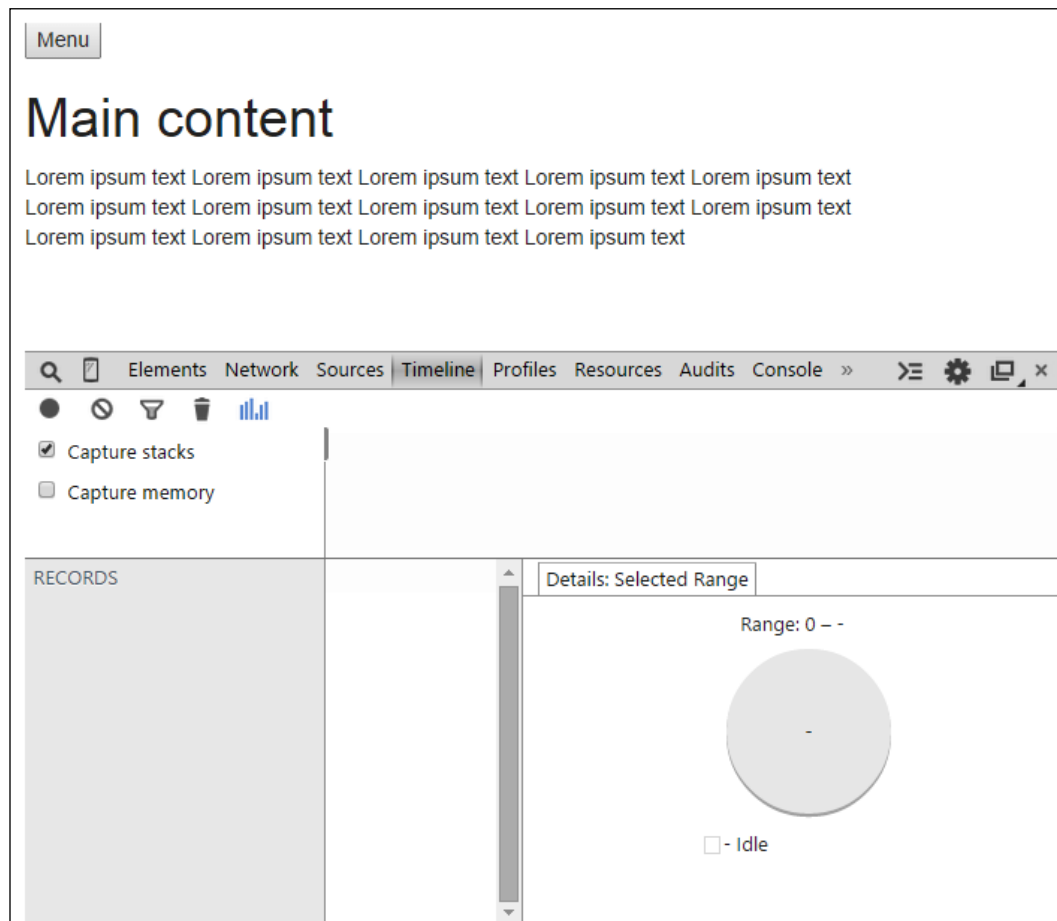 Menu
Main content
Lorem ipsum text Lorem ipsum text Lorem ipsum text Lorem ipsum text Lorem ipsum text
Lorem ipsum text Lorem ipsum text Lorem ipsum text Lorem ipsum text Lorem ipsum text
Lorem ipsum text Lorem ipsum text Lorem ipsum text Lorem ipsum text
Elements Network Sources Timeline Profiles Resources Audits Console »
Capture stacks
Capture memory
RECORDS
Details: Selected Range
Range: 0 – -
-
- Idle